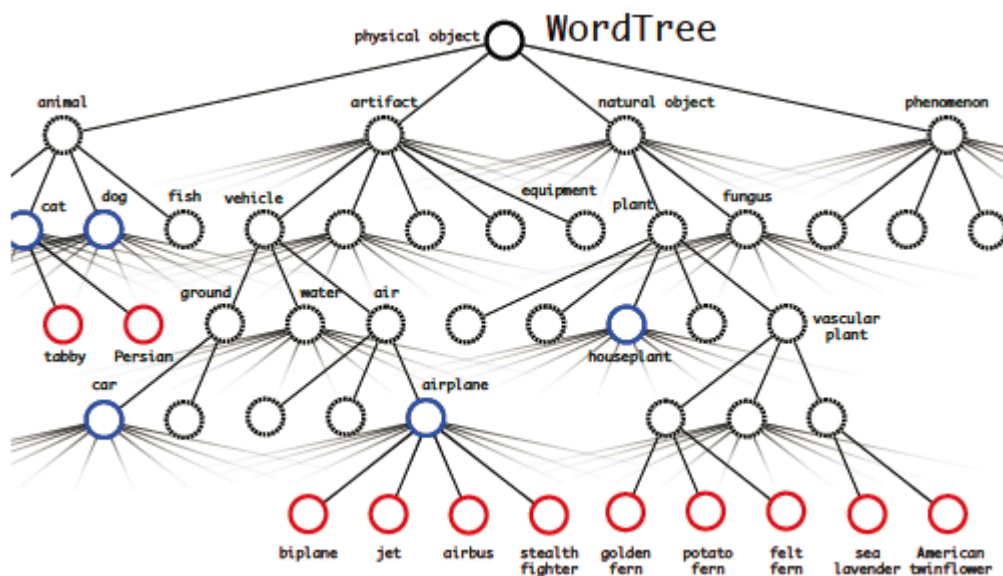 physical object
WordTree
animal
artifact
natural object
phenomenon
cat
dog
fish
vehicle
equipment
plant
fungus
ground
water
air
vascular
plant
tabby
Persian
houseplant
car
airplane
biplane
jet
airbus
stealth
fighter
golden
fern
potato
fern
felt
fern
sea
lavender
American
twinflower